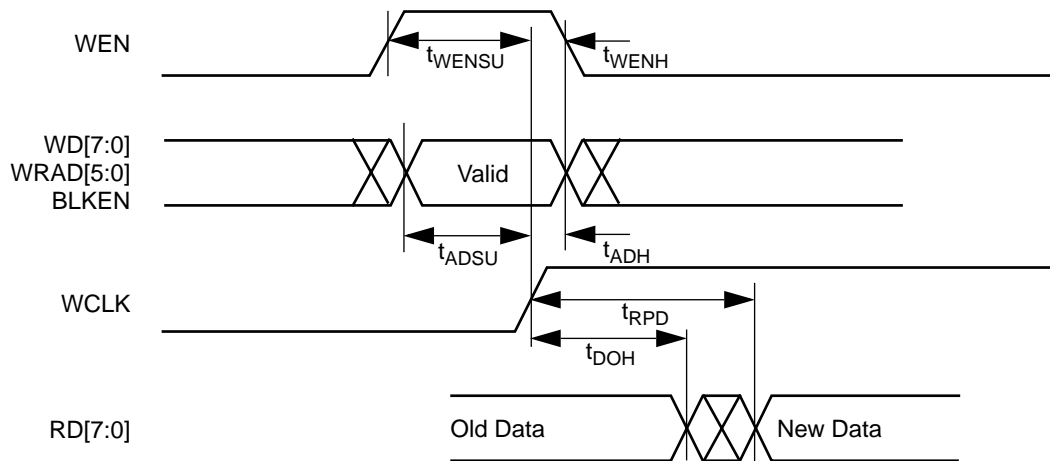 WEN
tWENSU
tWENH
WD[7:0]
WRAD[5:0]
BLKEN
Valid
tADSU
tADH
WCLK
tRPD
tDOH
RD[7:0]
Old Data
New Data